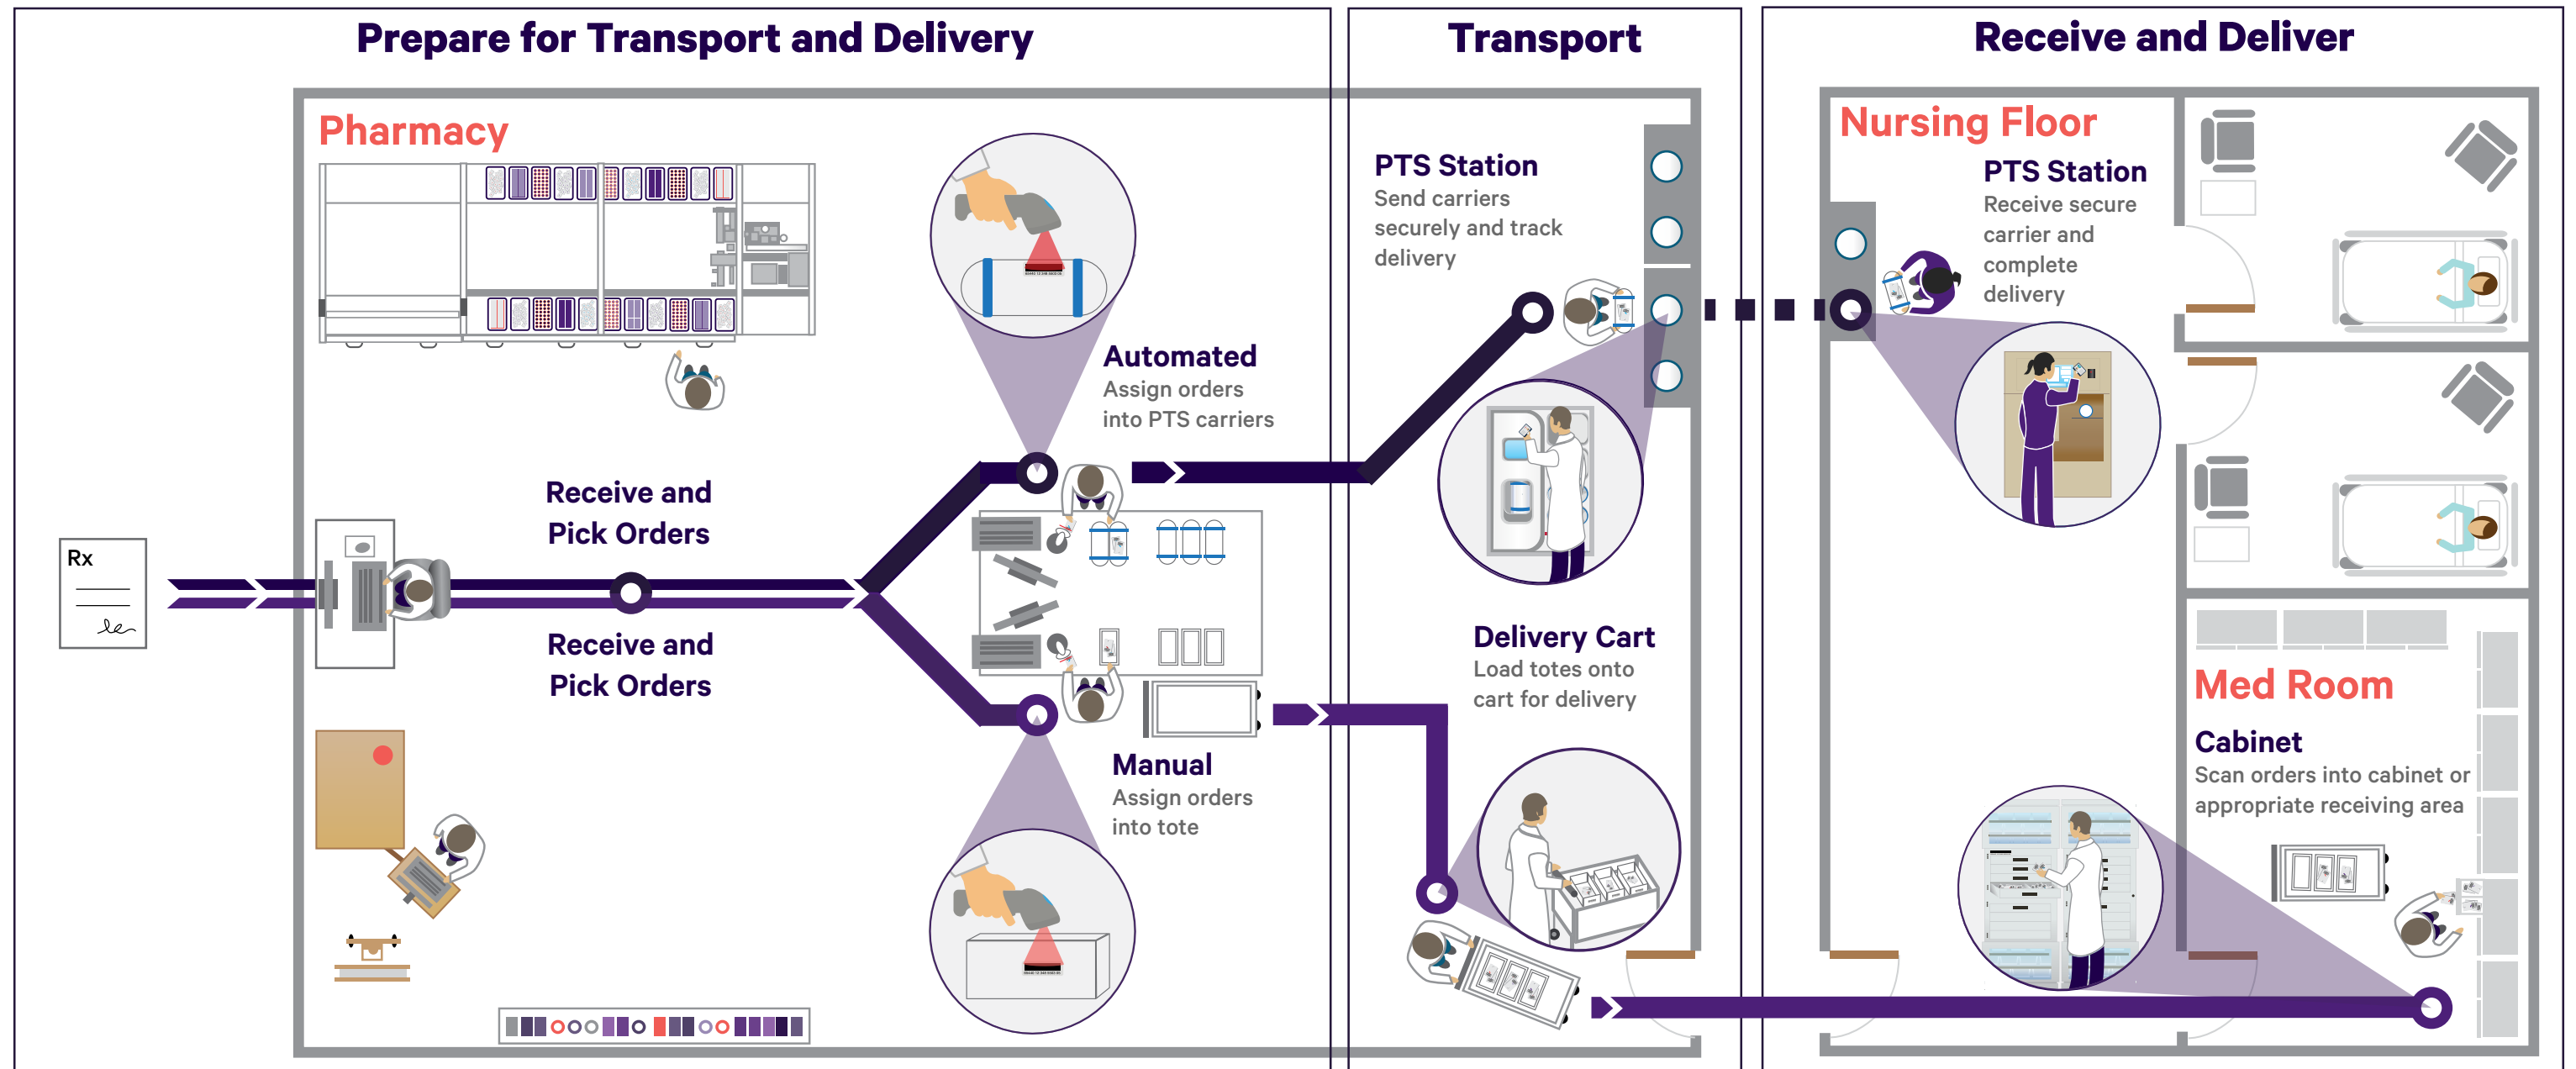 Prepare for Transport and Delivery
Transport
Receive and Deliver
Pharmacy
Rx
Receive and
Pick Orders
Receive and
Pick Orders
Automated
Assign orders
into PTS carriers
Manual
Assign orders
into tote
PTS Station
Send carriers
securely and track
delivery
Delivery Cart
Load totes onto
cart for delivery
Nursing Floor
PTS Station
Receive secure
carrier and
complete
delivery
Med Room
Cabinet
Scan orders into cabinet or
appropriate receiving area